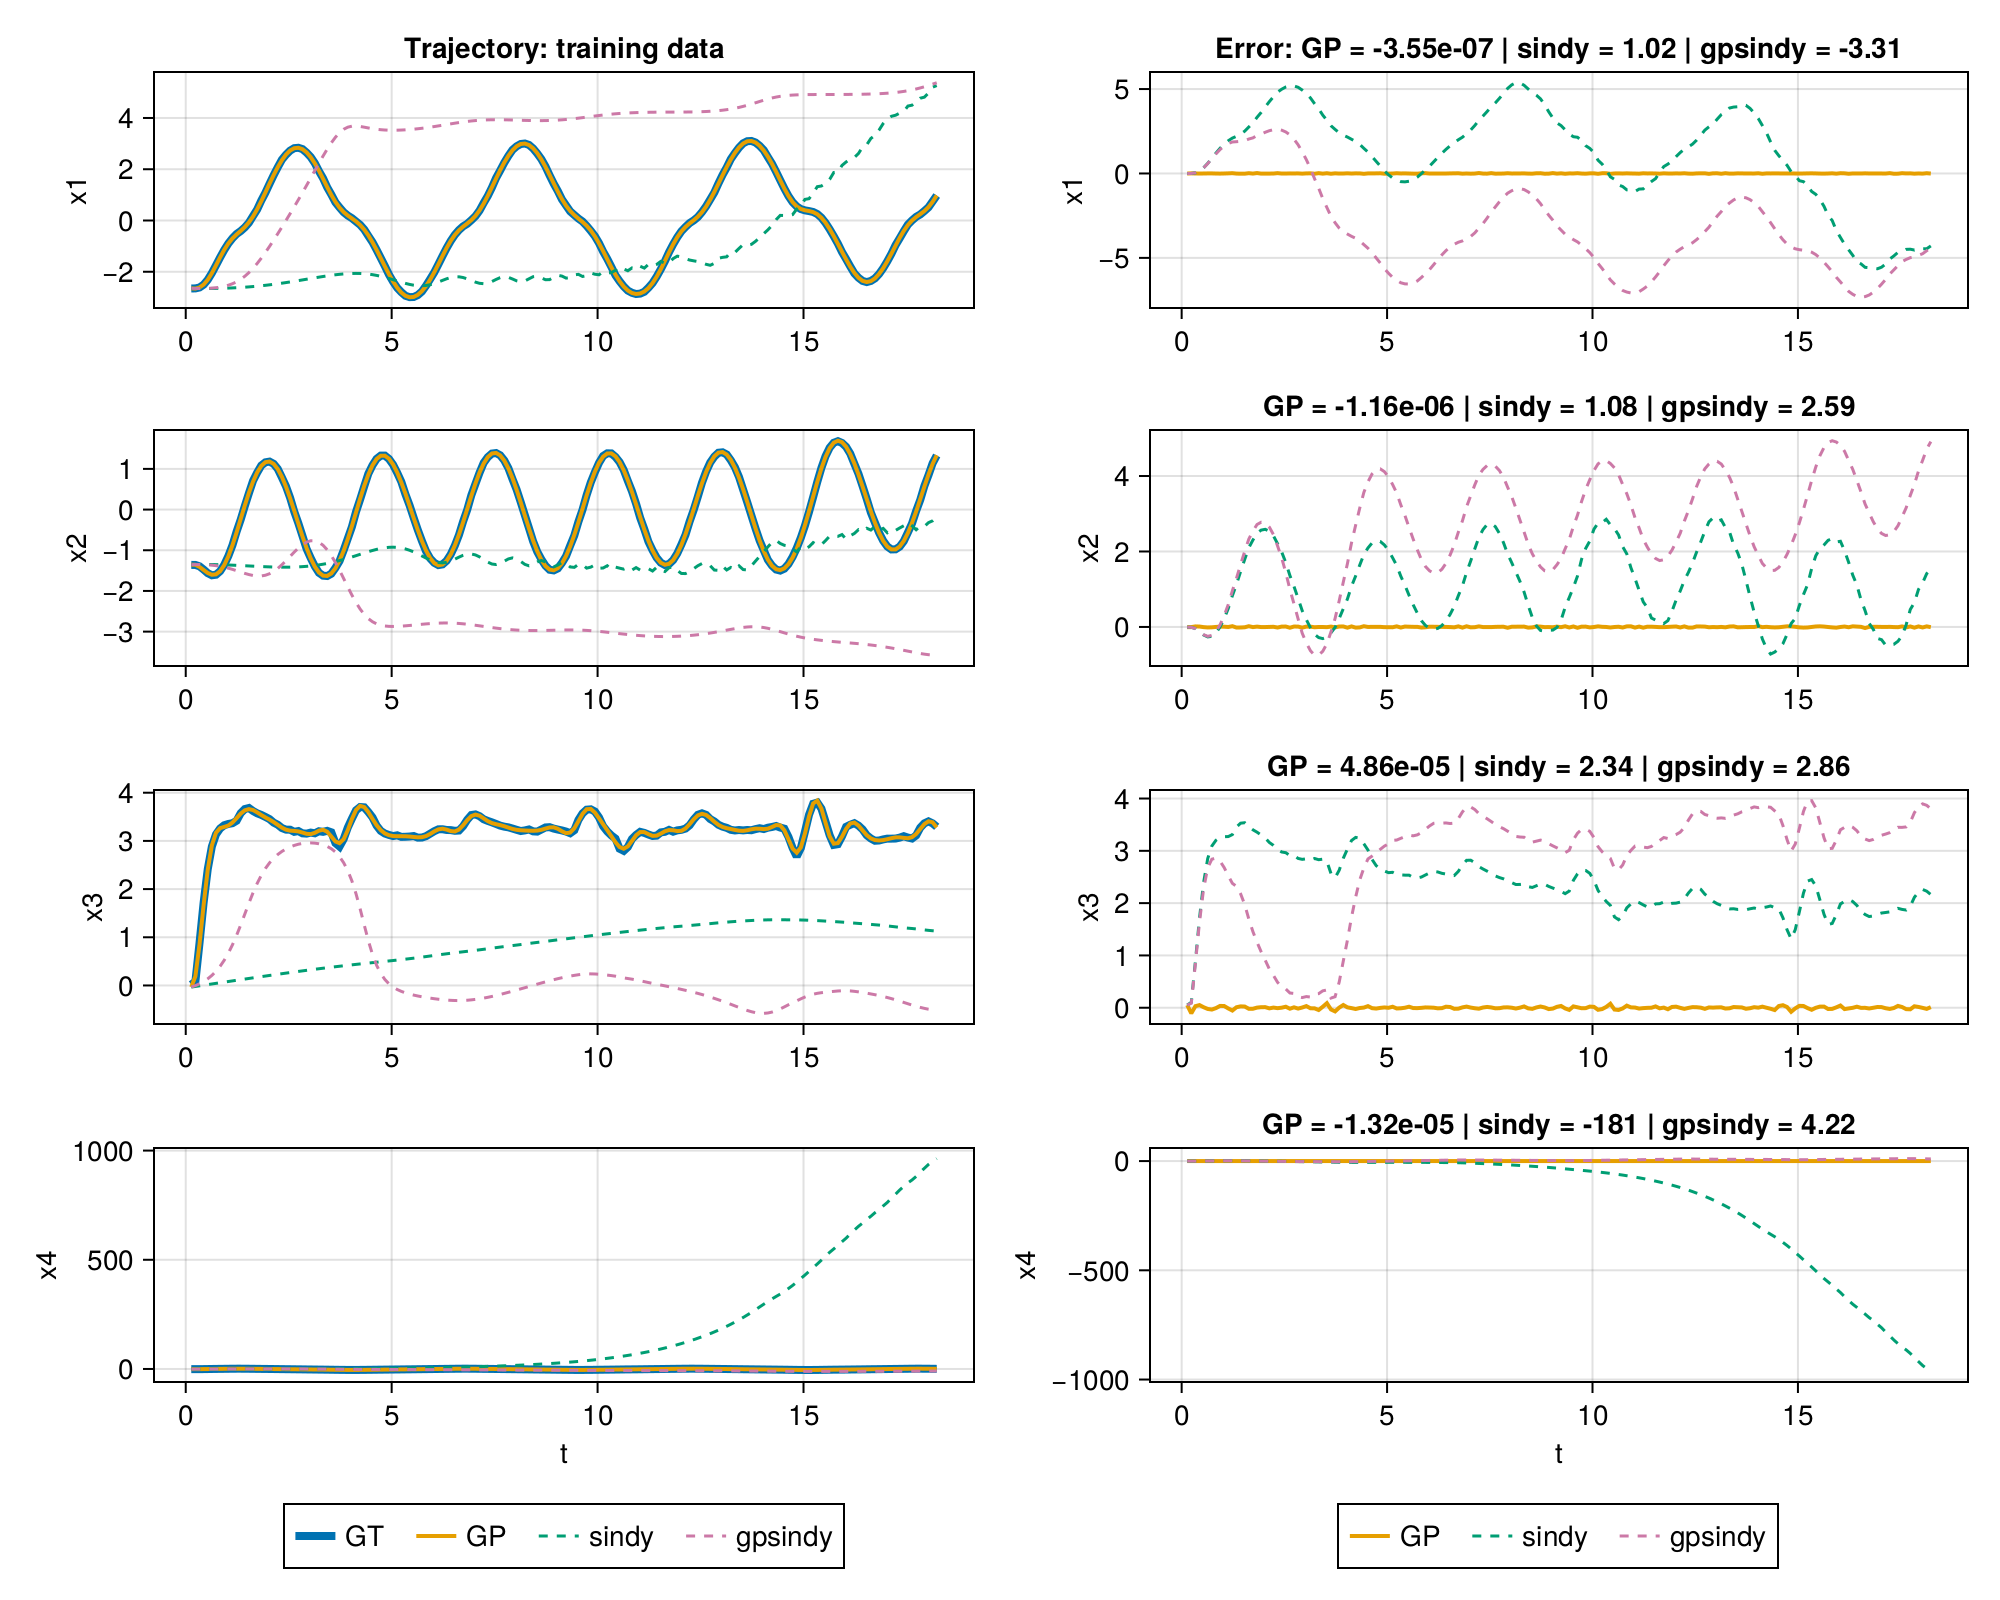 Trajectory: training data
x1
4
2
0
−2
0 5 10 15
Error: GP = -3.55e-07 | sindy = 1.02 | gpsindy = -3.31
x1
5
0
−5
0 5 10 15
x2
1
0
−1
−2
−3
0 5 10 15
GP = -1.16e-06 | sindy = 1.08 | gpsindy = 2.59
x2
4
2
0
0 5 10 15
x3
4
3
2
1
0
0 5 10 15
GP = 4.86e-05 | sindy = 2.34 | gpsindy = 2.86
x3
4
3
2
1
0
0 5 10 15
x4
1000
500
0
0 5 10 15
t
GP = -1.32e-05 | sindy = -181 | gpsindy = 4.22
x4
0
−500
−1000
0 5 10 15
t
GT GP sindy gpsindy
GP sindy gpsindy